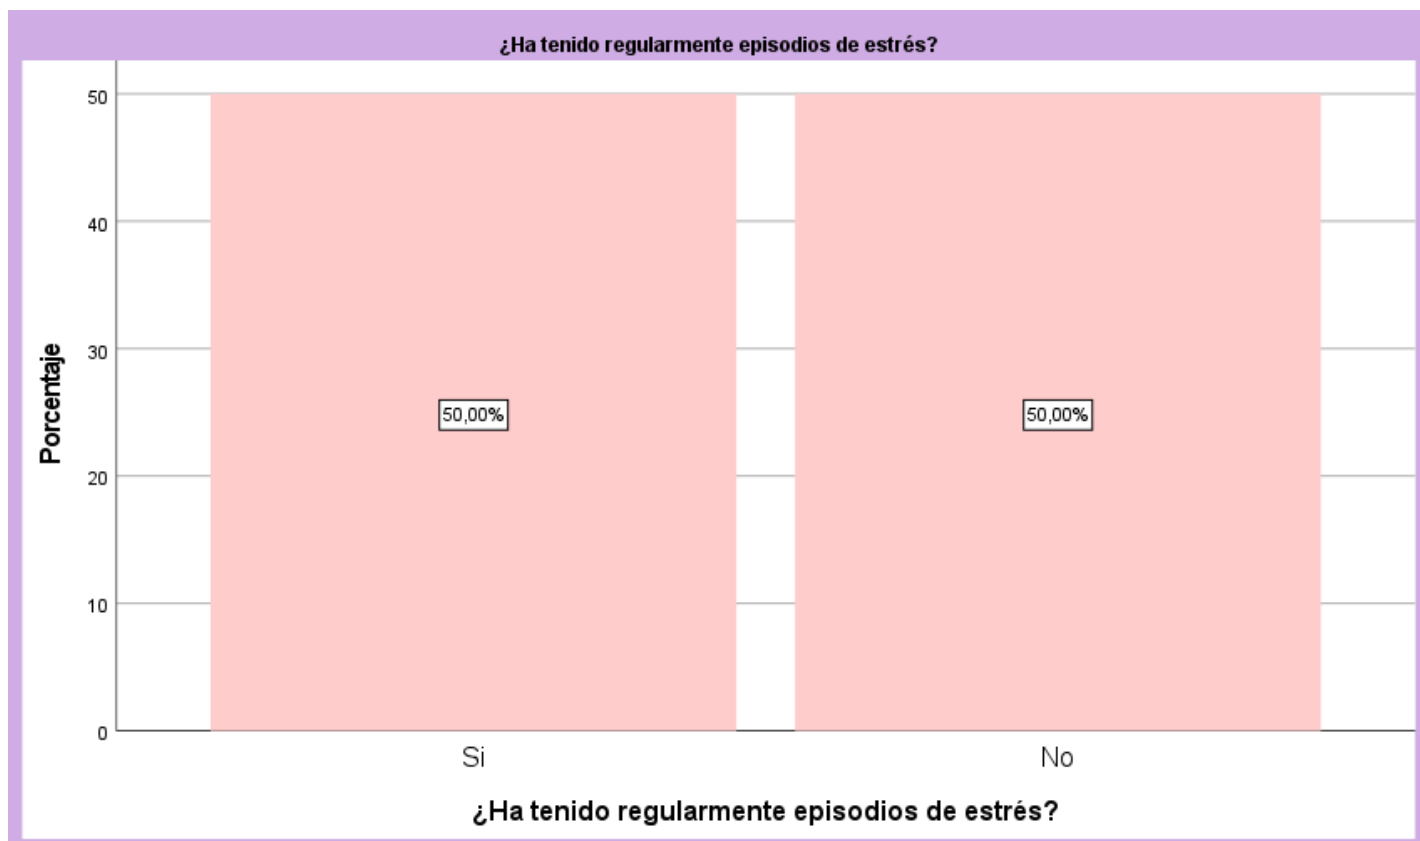 ¿Ha tenido regularmente episodios de estrés?
50
40
30
20
10
0
Porcentaje
50,00%
50,00%
Si
No
¿Ha tenido regularmente episodios de estrés?